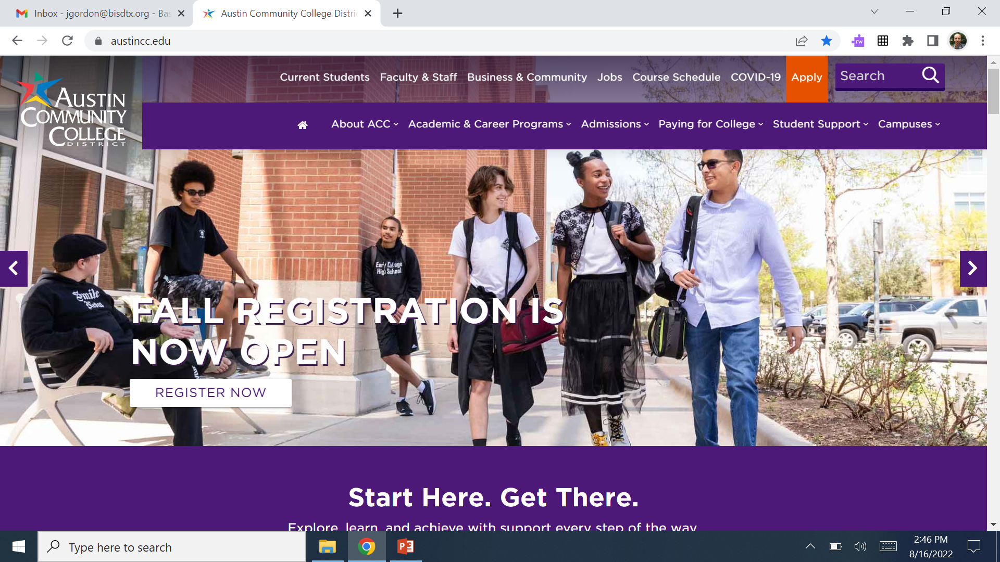 Inbox - jgordon@bisdtx.org - Bas
Austin Community College Distri
austincc.edu
rw
Current Students Faculty & Staff Business & Community Jobs Course Schedule COVID-19 Apply Search
AUSTIN
COMMUNITY
COLLEGE
DISTRICT
About ACC Academic & Career Programs Admissions Paying for College Student Support Campuses
Early College
High School
Smile
FALL REGISTRATION IS
NOW OPEN
REGISTER NOW
Start Here. Get There.
Explore, learn, and achieve with support every step of the way
Type here to search
2:46 PM
8/16/2022